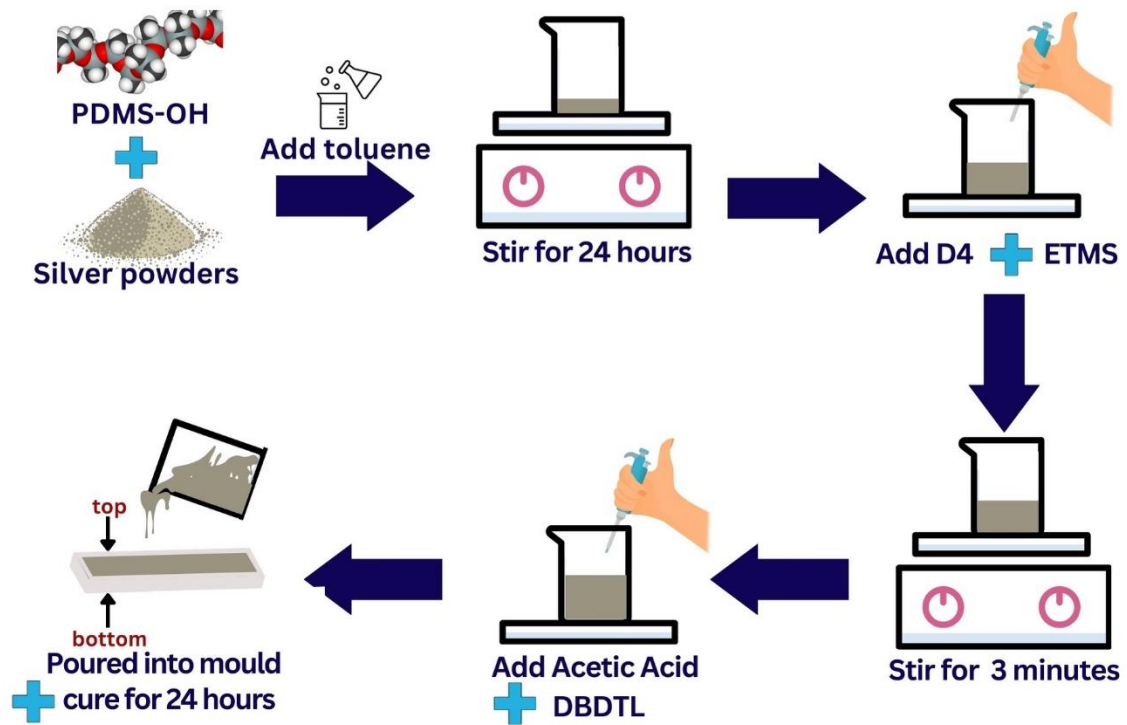 PDMS-OH
Silver powders
Add toluene
Stir for 24 hours
Add D4
ETMS
Stir for 3 minutes
Add Acetic Acid
DBDTL
top
bottom
Poured into mould
cure for 24 hours